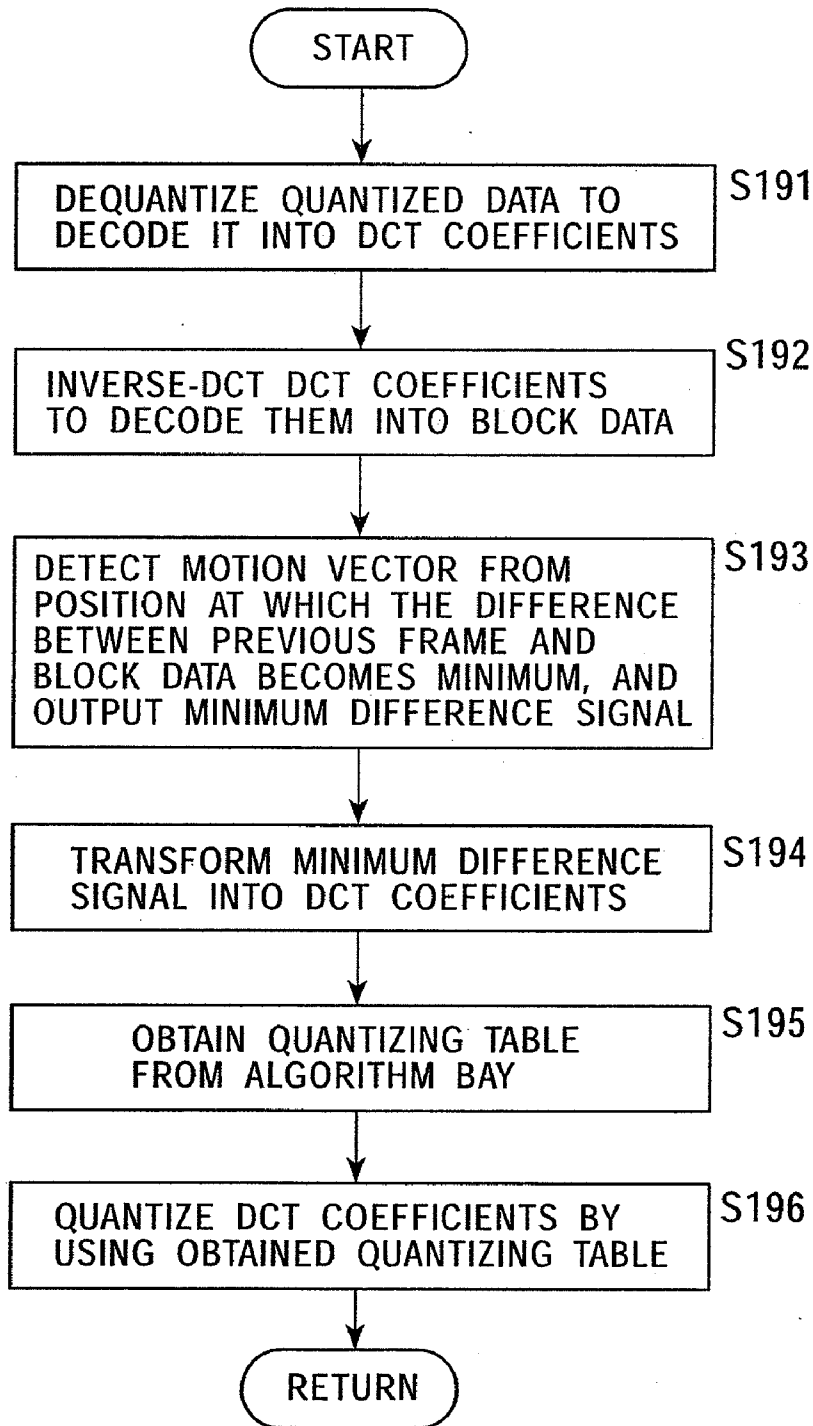 START
DEQUANTIZE QUANTIZED DATA TO
DECODE IT INTO DCT COEFFICIENTS
S191
INVERSE-DCT DCT COEFFICIENTS
TO DECODE THEM INTO BLOCK DATA
S192
DETECT MOTION VECTOR FROM
POSITION AT WHICH THE DIFFERENCE
BETWEEN PREVIOUS FRAME AND
BLOCK DATA BECOMES MINIMUM, AND
OUTPUT MINIMUM DIFFERENCE SIGNAL
S193
TRANSFORM MINIMUM DIFFERENCE
SIGNAL INTO DCT COEFFICIENTS
S194
OBTAIN QUANTIZING TABLE
FROM ALGORITHM BAY
S195
QUANTIZE DCT COEFFICIENTS BY
USING OBTAINED QUANTIZING TABLE
S196
RETURN